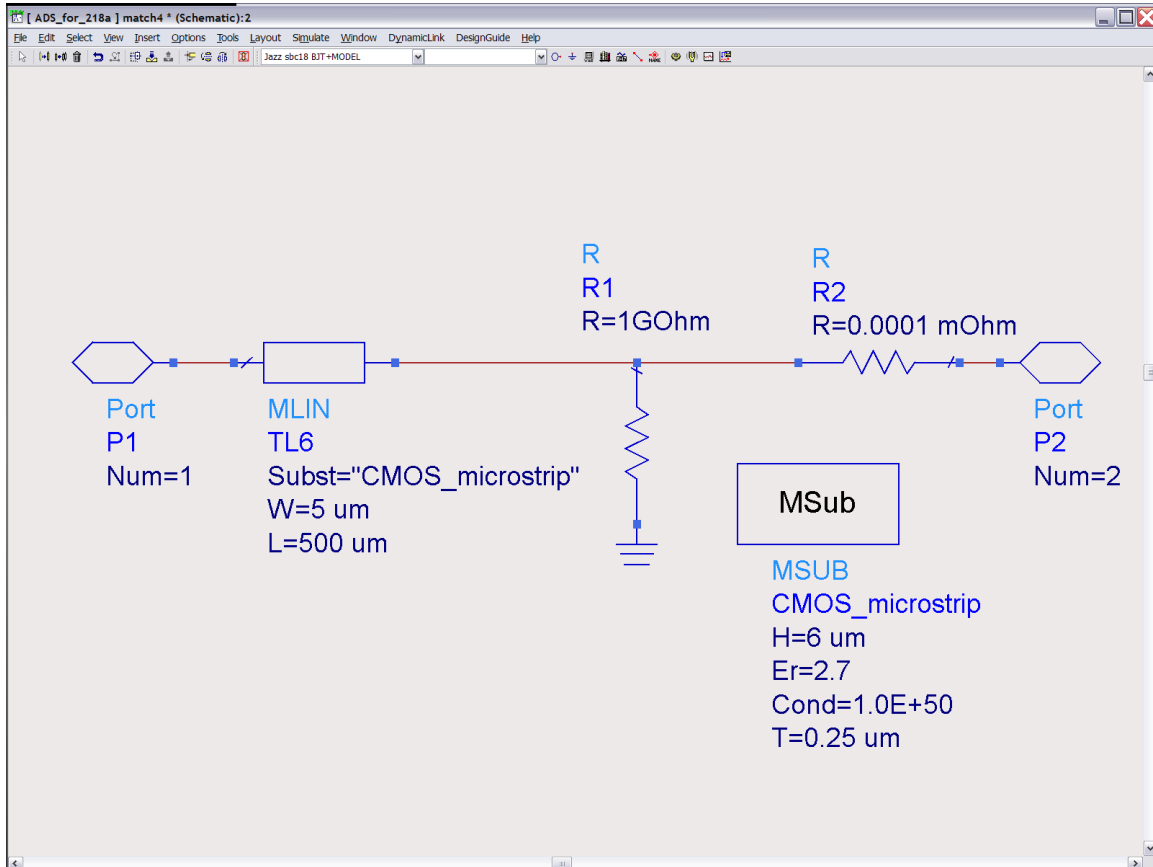 [ ADS_for_218a ] match4 * (Schematic):2
File Edit Select View Insert Options Tools Layout Simulate Window DynamicLink DesignGuide Help
Jazz sbc18 BJT+MODEL
R
R1
R=1GOhm
R
R2
R=0.0001 mOhm
Port
P1
Num=1
MLIN
TL6
Subst="CMOS_microstrip"
W=5 um
L=500 um
Port
P2
Num=2
MSub
MSUB
CMOS_microstrip
H=6 um
Er=2.7
Cond=1.0E+50
T=0.25 um